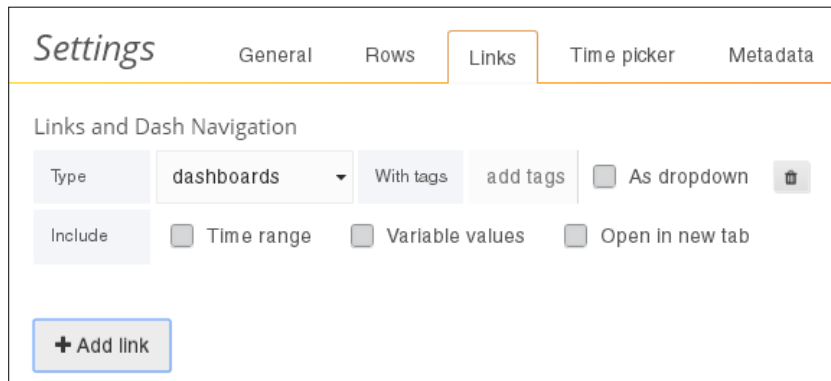 Settings General Rows Links Time picker Metadata
Links and Dash Navigation
Type dashboards With tags add tags As dropdown
Include Time range Variable values Open in new tab
+ Add link